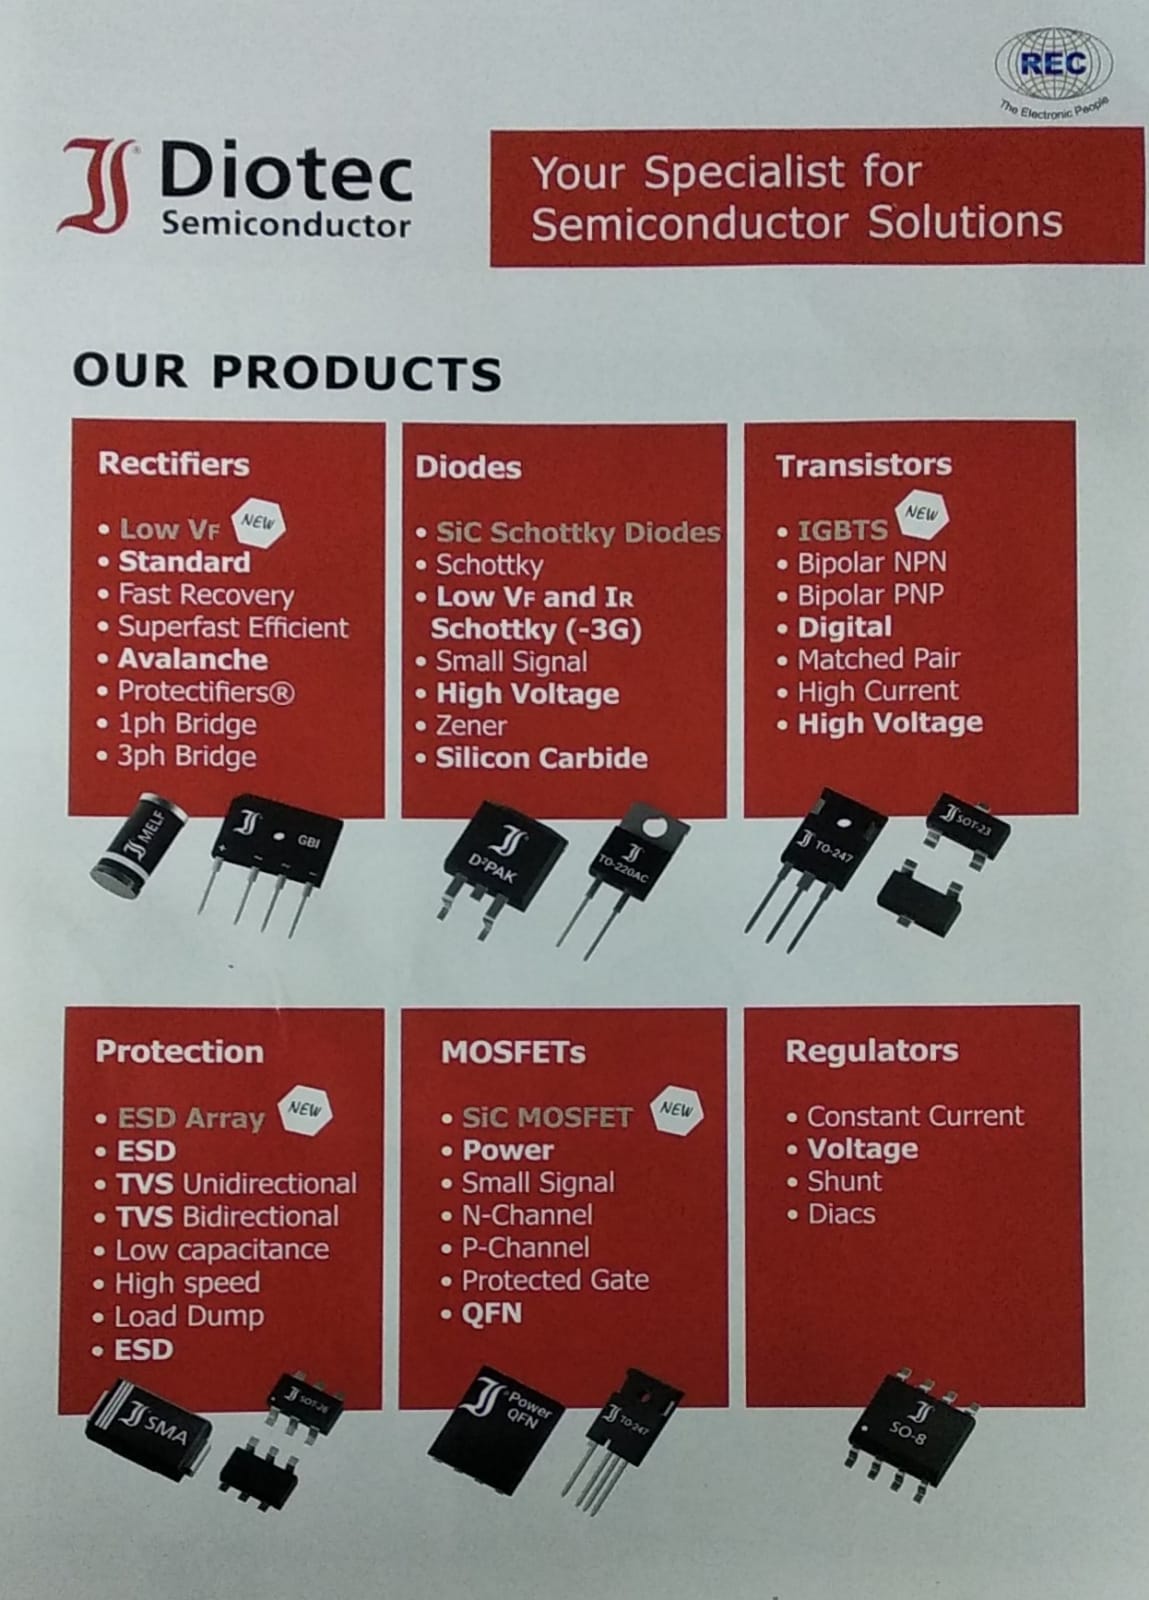 REC
The Electronic People
Diotec
Semiconductor
Your Specialist for
Semiconductor Solutions
OUR PRODUCTS
Rectifiers
• Low VF NEW
• Standard
• Fast Recovery
• Superfast Efficient
• Avalanche
• Protectifiers®
• 1ph Bridge
• 3ph Bridge
MELF
GBI
Diodes
• SiC Schottky Diodes
• Schottky
• Low VF and IR
Schottky (-3G)
• Small Signal
• High Voltage
• Zener
• Silicon Carbide
D²PAK
TO-220AC
Transistors
• IGBTS NEW
• Bipolar NPN
• Bipolar PNP
• Digital
• Matched Pair
• High Current
• High Voltage
TO-247
SOT-23
Protection
• ESD Array NEW
• ESD
• TVS Unidirectional
• TVS Bidirectional
• Low capacitance
• High speed
• Load Dump
• ESD
SMA
SOT-26
MOSFETs
• SiC MOSFET NEW
• Power
• Small Signal
• N-Channel
• P-Channel
• Protected Gate
• QFN
Power
QFN
TO-247
Regulators
• Constant Current
• Voltage
• Shunt
• Diacs
SO-8